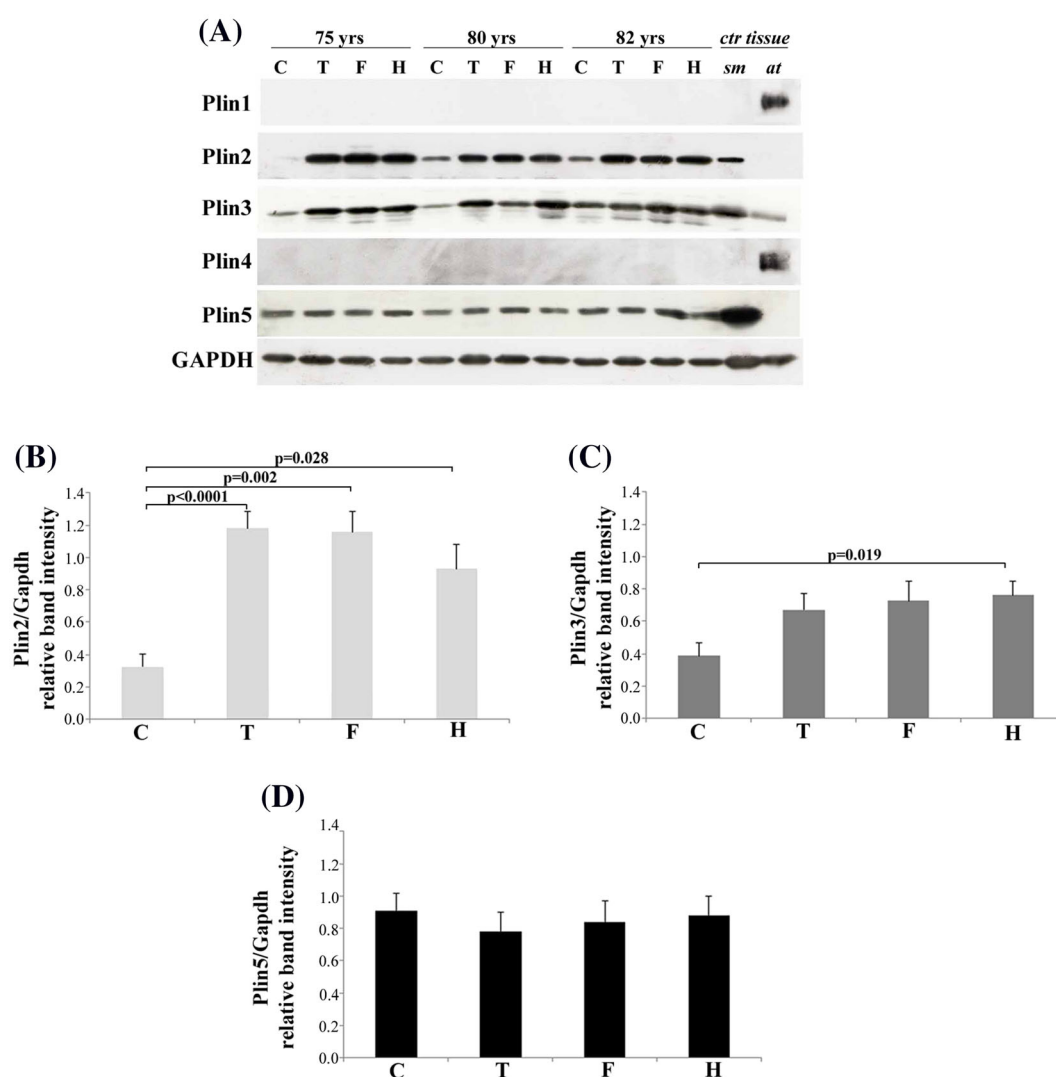 (A)
75 yrs 80 yrs 82 yrs ctr tissue
C T F H C T F H C T F H sm at
Plin1
Plin2
Plin3
Plin4
Plin5
GAPDH
(B)
p=0.028
p=0.002
p<0.0001
Plin2/Gapdh
relative band intensity
1.4
1.2
1.0
0.8
0.6
0.4
0.2
0.0
C T F H
(C)
p=0.019
Plin3/Gapdh
relative band intensity
1.4
1.2
1.0
0.8
0.6
0.4
0.2
0.0
C T F H
(D)
Plin5/Gapdh
relative band intensity
1.4
1.2
1.0
0.8
0.6
0.4
0.2
0.0
C T F H